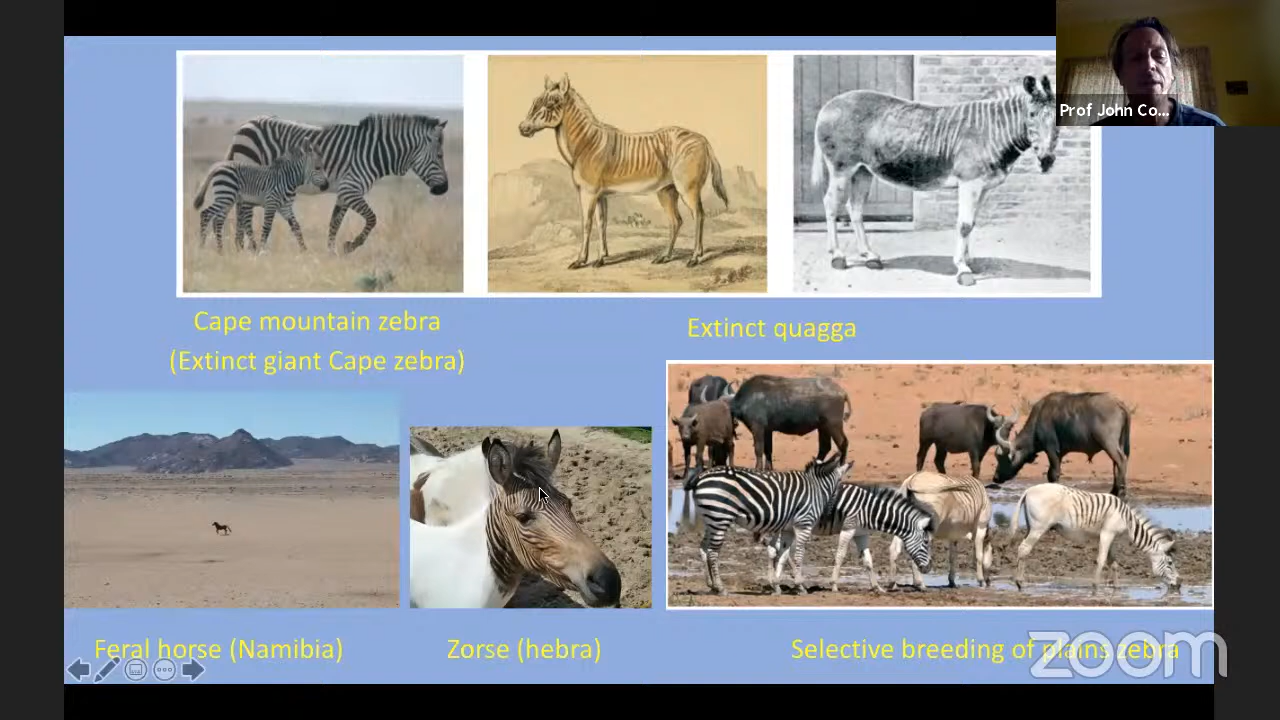 Prof John Co...
Cape mountain zebra
(Extinct giant Cape zebra)
Extinct quagga
Feral horse (Namibia)
Zorse (hebra)
Selective breeding of plains zebra
zoom